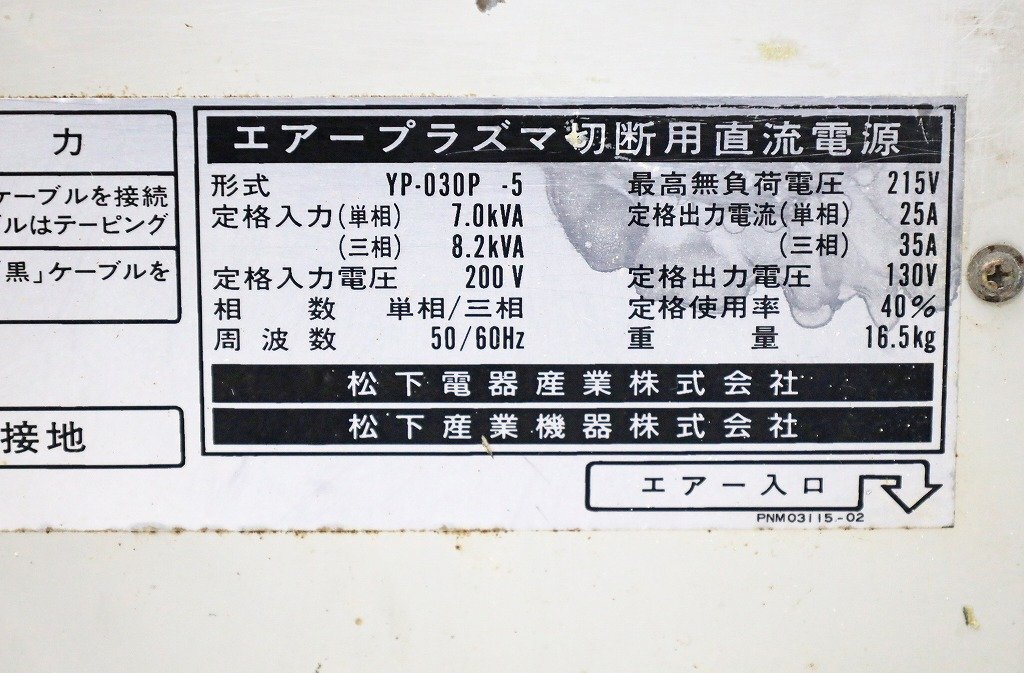 力
ケーブルを接続
ルはテーピング
「黒」ケーブルを
接地
エアープラズマ切断用直流電源
形式 YP-030P -5
定格入力(単相) 7.0kVA
(三相) 8.2kVA
定格入力電圧 200V
相数 単相/三相
周波数 50/60Hz
最高無負荷電圧 215V
定格出力電流(単相) 25A
(三相) 35A
定格出力電圧 130V
定格使用率 40%
重量 16.5kg
松下電器産業株式会社
松下産業機器株式会社
エアー入口
PNM03115-02